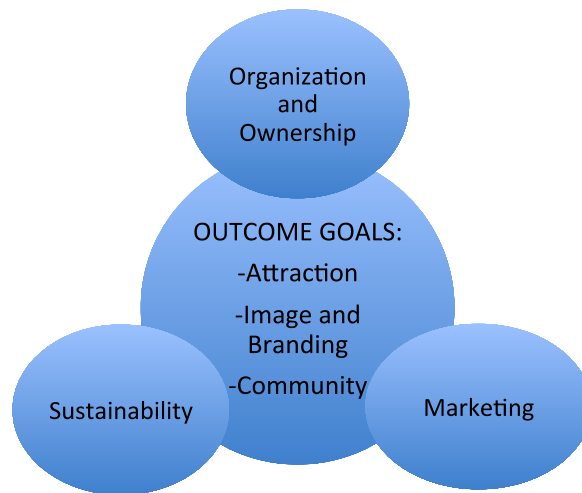 Organization
and
Ownership
OUTCOME GOALS:
-Attraction
-Image and
Branding
-Community
Sustainability
Marketing